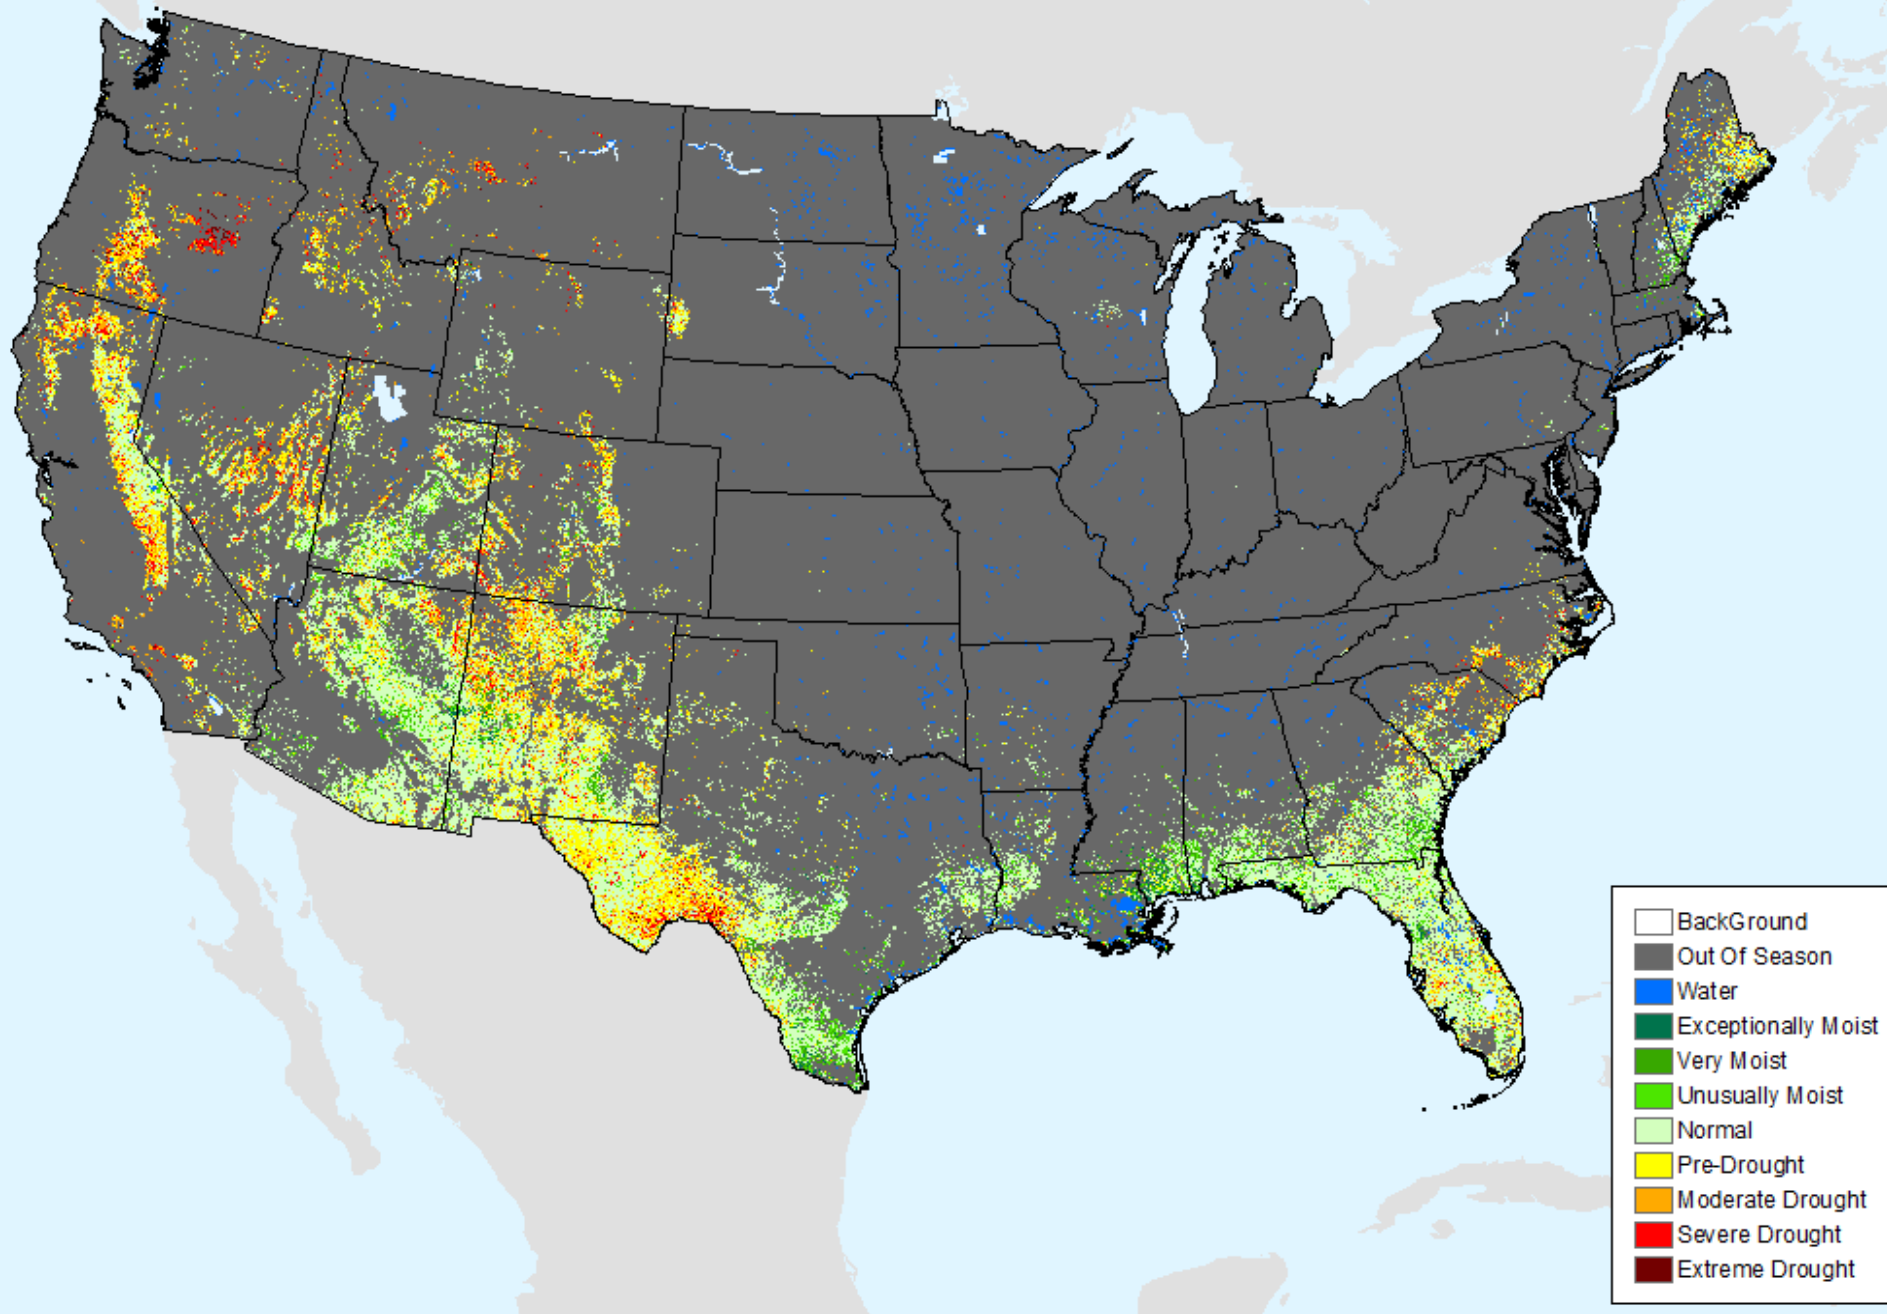 BackGround
Out Of Season
Water
Exceptionally Moist
Very Moist
Unusually Moist
Normal
Pre-Drought
Moderate Drought
Severe Drought
Extreme Drought